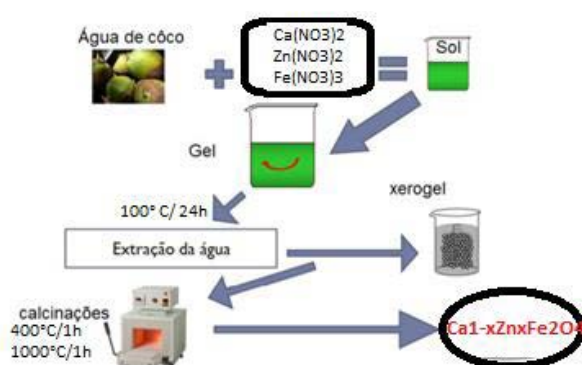 Água de côco
Ca(NO3)2
Zn(NO3)2
Fe(NO3)3
Sol
Gel
xerogel
100° C/ 24h
Extração da água
calcinações
400°C/1h
1000°C/1h
Ca1-xZnxFe2O4